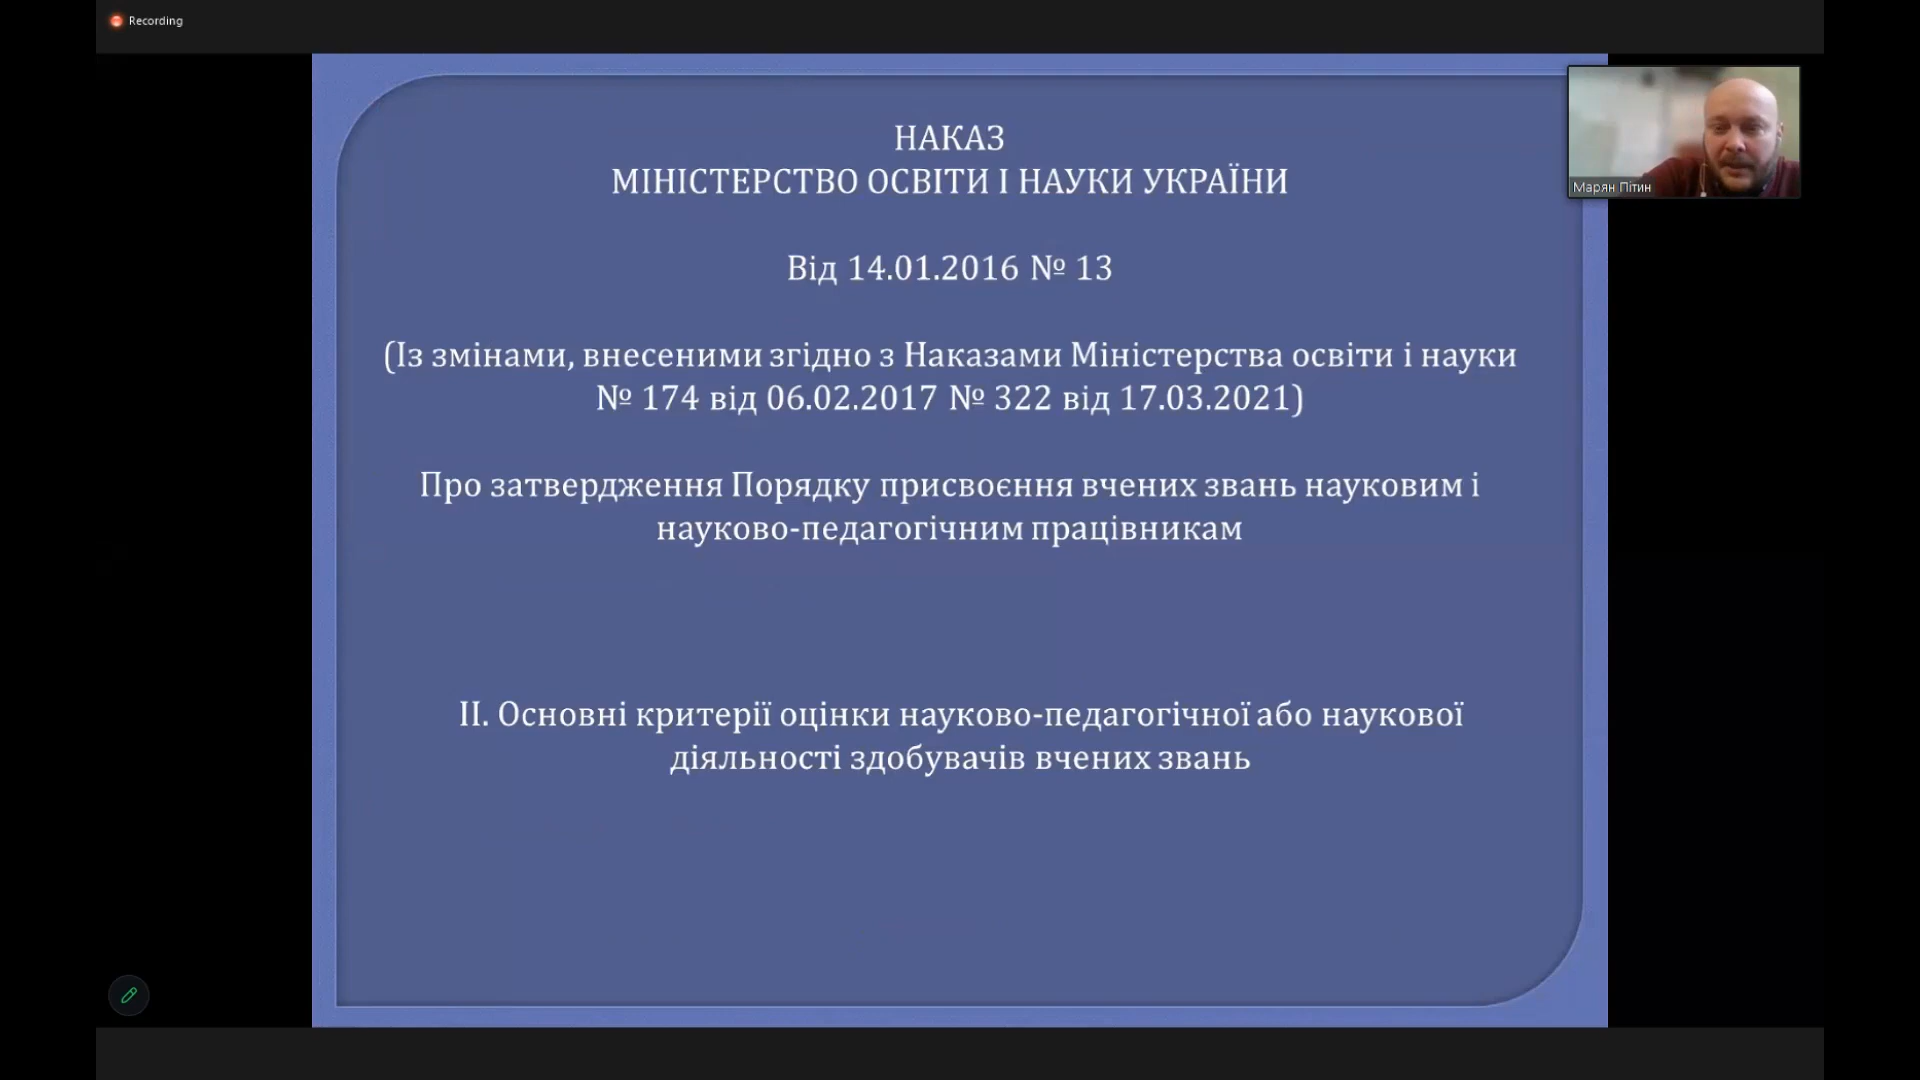 Recording
НАКАЗ
МІНІСТЕРСТВО ОСВІТИ І НАУКИ УКРАЇНИ
Від 14.01.2016 № 13
(Із змінами, внесеними згідно з Наказами Міністерства освіти і науки
№ 174 від 06.02.2017 № 322 від 17.03.2021)
Про затвердження Порядку присвоєння вчених звань науковим і
науково-педагогічним працівникам
ІІ. Основні критерії оцінки науково-педагогічної або наукової
діяльності здобувачів вчених звань
Марян Пітин